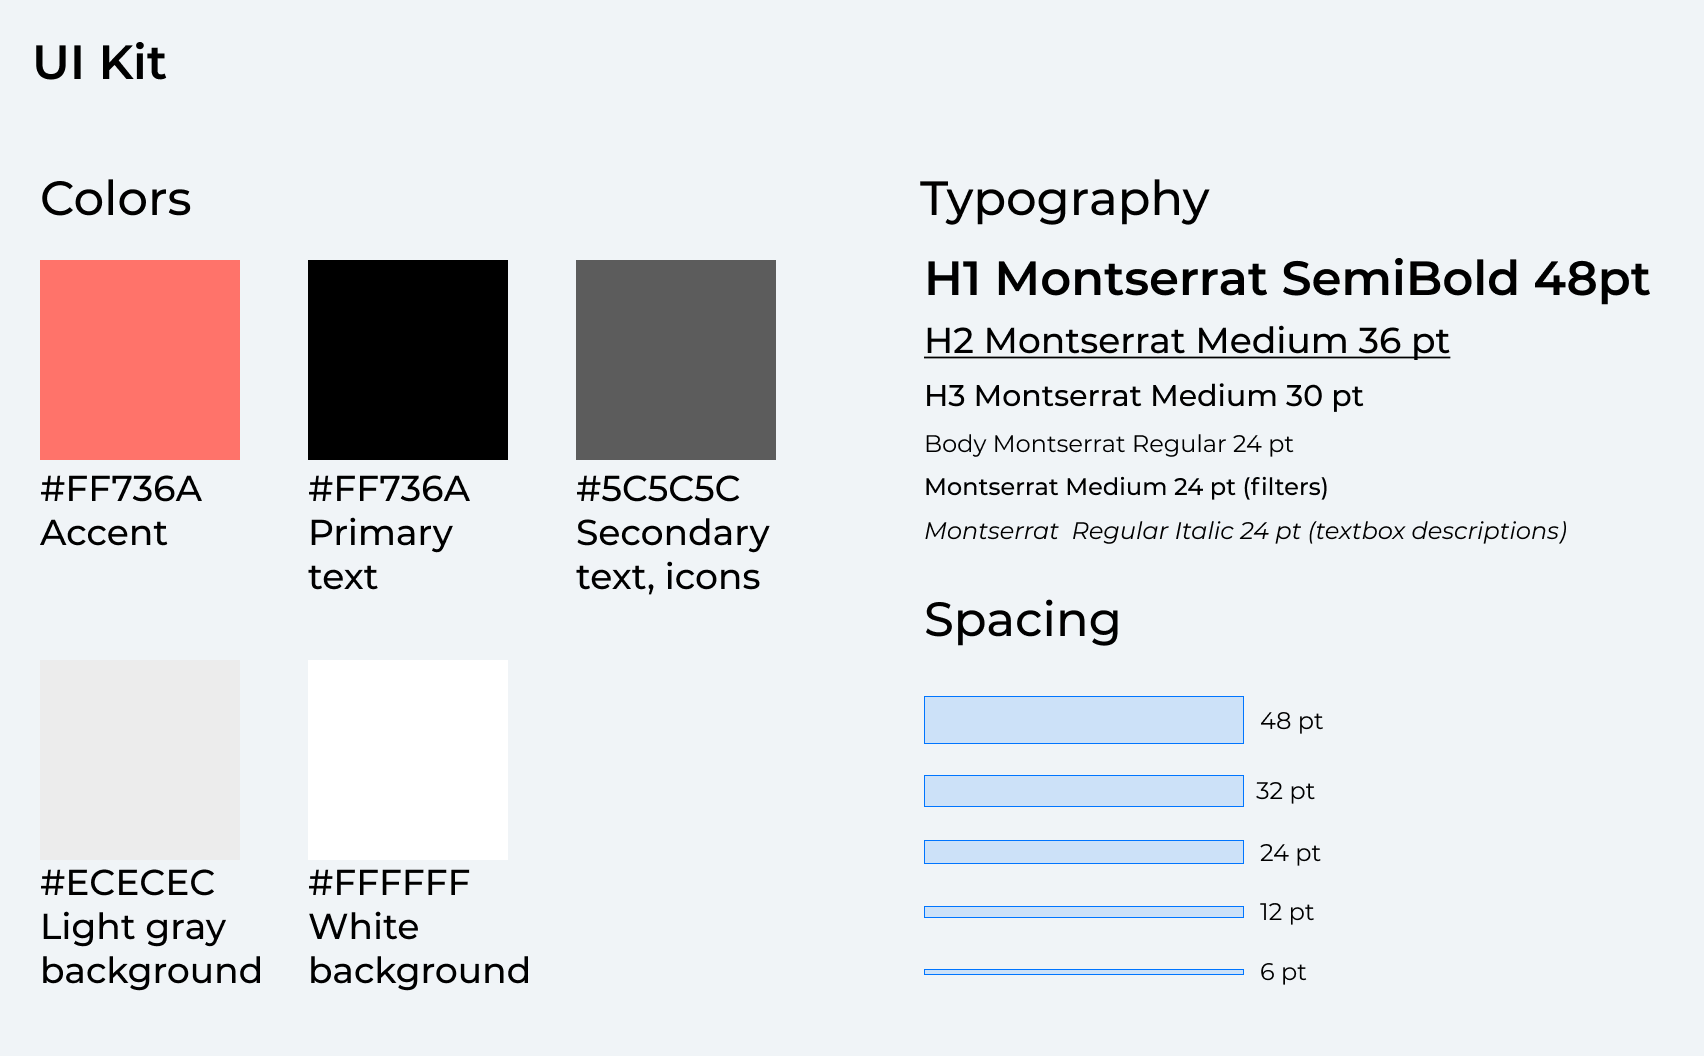 UI Kit
Colors
#FF736A
Accent
#FF736A
Primary
text
#5C5C5C
Secondary
text, icons
#ECECEC
Light gray
background
#FFFFFF
White
background
Typography
H1 Montserrat SemiBold 48pt
H2 Montserrat Medium 36 pt
H3 Montserrat Medium 30 pt
Body Montserrat Regular 24 pt
Montserrat Medium 24 pt (filters)
Montserrat  Regular Italic 24 pt (textbox descriptions)
Spacing
48 pt
32 pt
24 pt
12 pt
6 pt